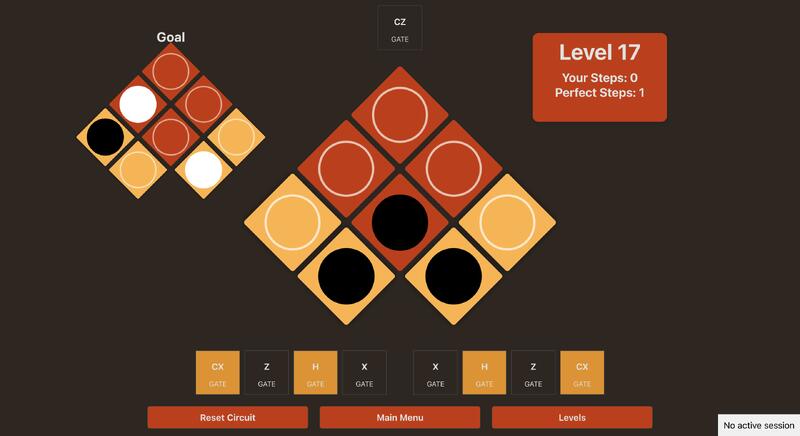 CZ
GATE
Goal
Level 17
Your Steps: 0
Perfect Steps: 1
CX
GATE
Z
GATE
H
GATE
X
GATE
X
GATE
H
GATE
Z
GATE
CX
GATE
Reset Circuit
Main Menu
Levels
No active session